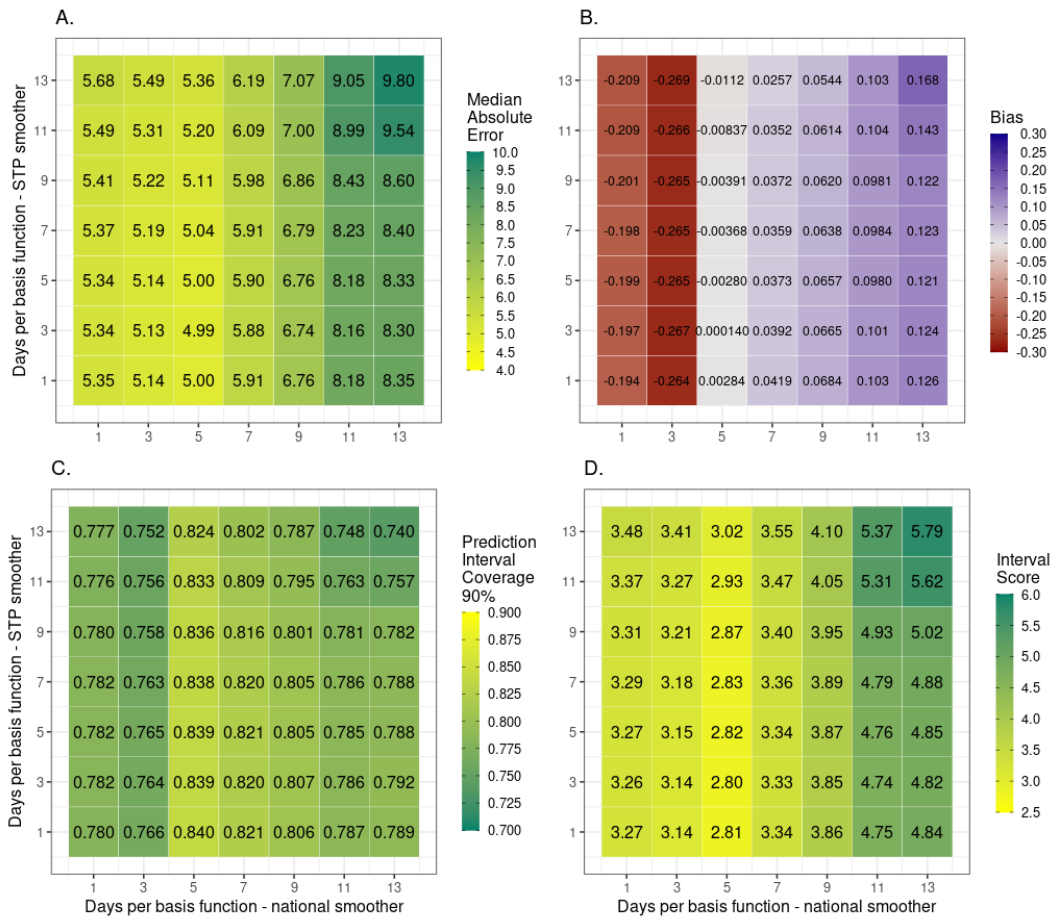 A.
Days per basis function - STP smoother
13 5.68 5.49 5.36 6.19 7.07 9.05 9.80
11 5.49 5.31 5.20 6.09 7.00 8.99 9.54
9 5.41 5.22 5.11 5.98 6.86 8.43 8.60
7 5.37 5.19 5.04 5.91 6.79 8.23 8.40
5 5.34 5.14 5.00 5.90 6.76 8.18 8.33
3 5.34 5.13 4.99 5.88 6.74 8.16 8.30
1 5.35 5.14 5.00 5.91 6.76 8.18 8.35
1 3 5 7 9 11 13
Median
Absolute
Error
10.0
9.5
9.0
8.5
8.0
7.5
7.0
6.5
6.0
5.5
5.0
4.5
4.0
B.
13 -0.209 -0.269 -0.0112 0.0257 0.0544 0.103 0.168
11 -0.209 -0.266 -0.00837 0.0352 0.0614 0.104 0.143
9 -0.201 -0.265 -0.00391 0.0372 0.0620 0.0981 0.122
7 -0.198 -0.265 -0.00368 0.0359 0.0638 0.0984 0.123
5 -0.199 -0.265 -0.00280 0.0373 0.0657 0.0980 0.121
3 -0.197 -0.267 0.000140 0.0392 0.0665 0.101 0.124
1 -0.194 -0.264 0.00284 0.0419 0.0684 0.103 0.126
1 3 5 7 9 11 13
Bias
0.30
0.25
0.20
0.15
0.10
0.05
0.00
-0.05
-0.10
-0.15
-0.20
-0.25
-0.30
C.
Days per basis function - STP smoother
13 0.777 0.752 0.824 0.802 0.787 0.748 0.740
11 0.776 0.756 0.833 0.809 0.795 0.763 0.757
9 0.780 0.758 0.836 0.816 0.801 0.781 0.782
7 0.782 0.763 0.838 0.820 0.805 0.786 0.788
5 0.782 0.765 0.839 0.821 0.805 0.785 0.788
3 0.782 0.764 0.839 0.820 0.807 0.786 0.792
1 0.780 0.766 0.840 0.821 0.806 0.787 0.789
1 3 5 7 9 11 13
Days per basis function - national smoother
Prediction
Interval
Coverage
90%
0.900
0.875
0.850
0.825
0.800
0.775
0.750
0.725
0.700
D.
13 3.48 3.41 3.02 3.55 4.10 5.37 5.79
11 3.37 3.27 2.93 3.47 4.05 5.31 5.62
9 3.31 3.21 2.87 3.40 3.95 4.93 5.02
7 3.29 3.18 2.83 3.36 3.89 4.79 4.88
5 3.27 3.15 2.82 3.34 3.87 4.76 4.85
3 3.26 3.14 2.80 3.33 3.85 4.74 4.82
1 3.27 3.14 2.81 3.34 3.86 4.75 4.84
1 3 5 7 9 11 13
Days per basis function - national smoother
Interval
Score
6.0
5.5
5.0
4.5
4.0
3.5
3.0
2.5